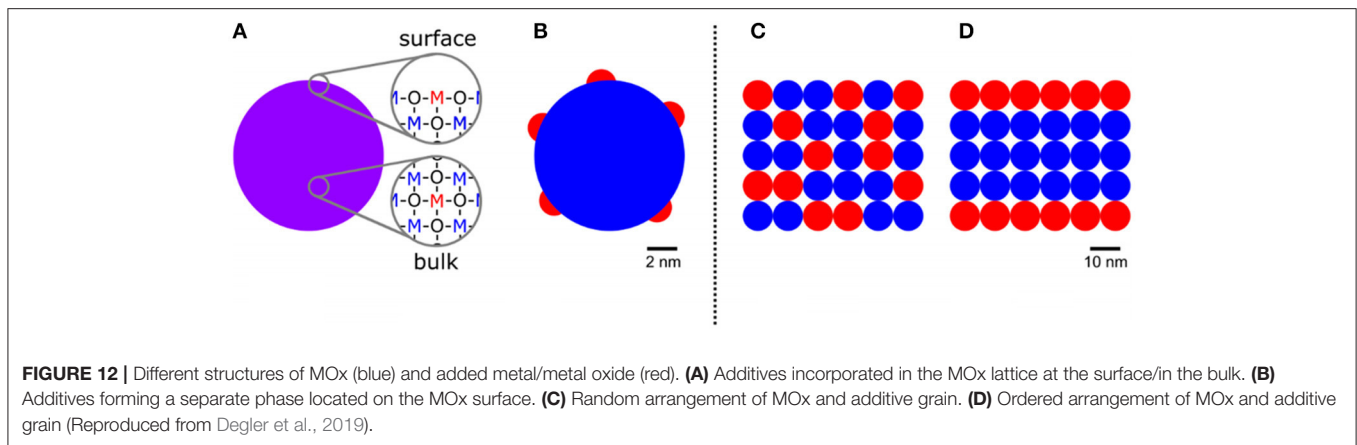 A
B
C
D
surface
M-O-M-O-M
-M-O-M-
O
-M-O-M-
M-O-M-O-M
-M-O-M-
bulk
2 nm
10 nm
FIGURE 12 | Different structures of MOx (blue) and added metal/metal oxide (red). (A) Additives incorporated in the MOx lattice at the surface/in the bulk. (B)
Additives forming a separate phase located on the MOx surface. (C) Random arrangement of MOx and additive grain. (D) Ordered arrangement of MOx and additive
grain (Reproduced from Degler et al., 2019).